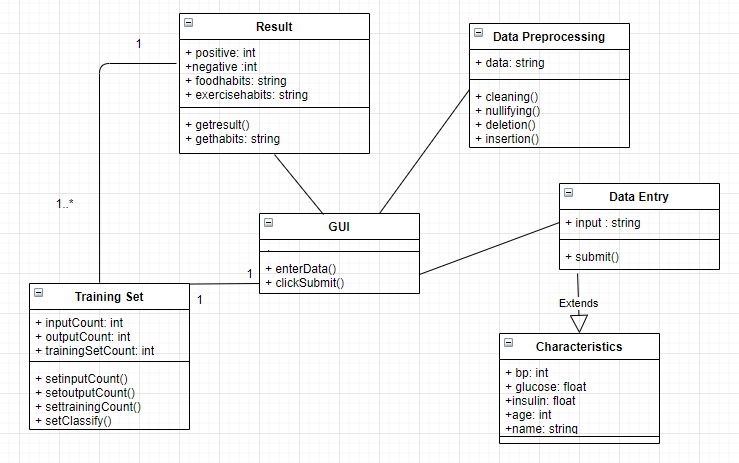 Result
+ positive: int
+negative :int
+ foodhabits: string
+ exercisehabits: string
+ getresult()
+ gethabits: string
Data Preprocessing
+ data: string
+ cleaning()
+ nullifying()
+ deletion()
+ insertion()
1
1..*
GUI
+ enterData()
+ clickSubmit()
Data Entry
+ input : string
+ submit()
1
1
Training Set
+ inputCount: int
+ outputCount: int
+ trainingSetCount: int
+ setinputCount()
+ setoutputCount()
+ settrainingCount()
+ setClassify()
Extends
Characteristics
+ bp: int
+ glucose: float
+insulin: float
+age: int
+name: string